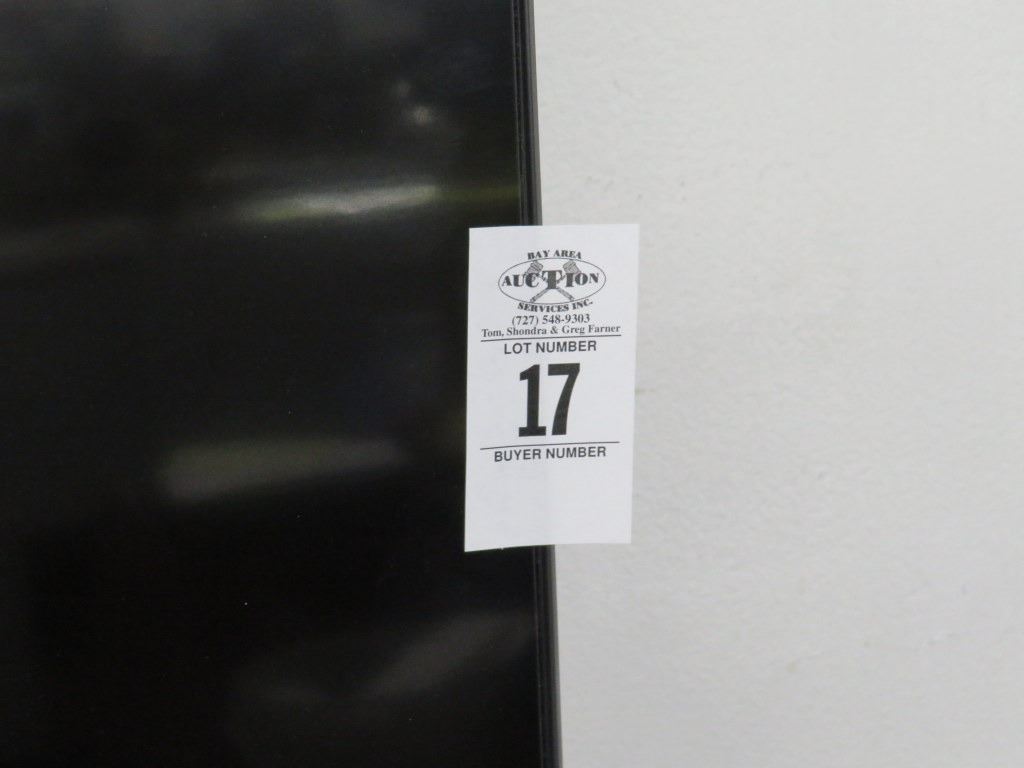 BAY AREA
AUCTION
SERVICES INC.
(727) 548-9303
Tom, Shondra & Greg Farner
LOT NUMBER
17
BUYER NUMBER